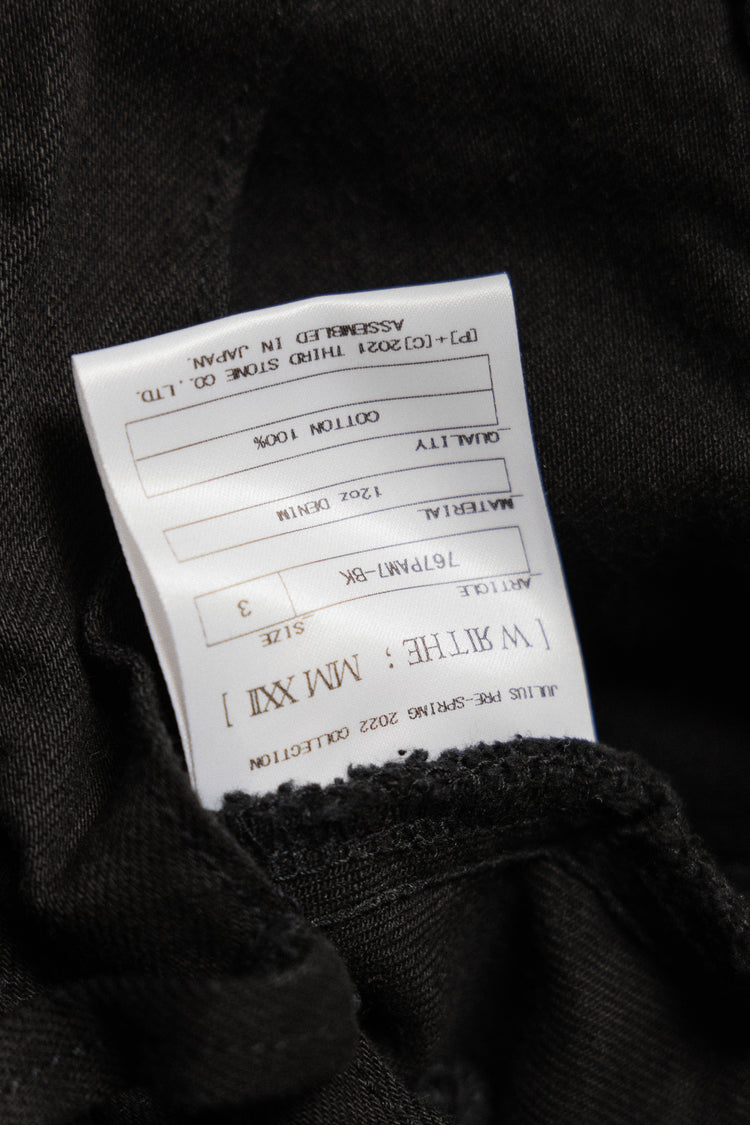 JULIUS PRE-SPRING 2022 COLLECTION
[ WRITHE ; MM XXII ]
ARTICLE SIZE
767PAM7-BK 3
MATERIAL
12oz DENIM
QUALITY
COTTON 100%
[P]+[C]2021 THIRD STONE CO.,LTD.
ASSEMBLED IN JAPAN.